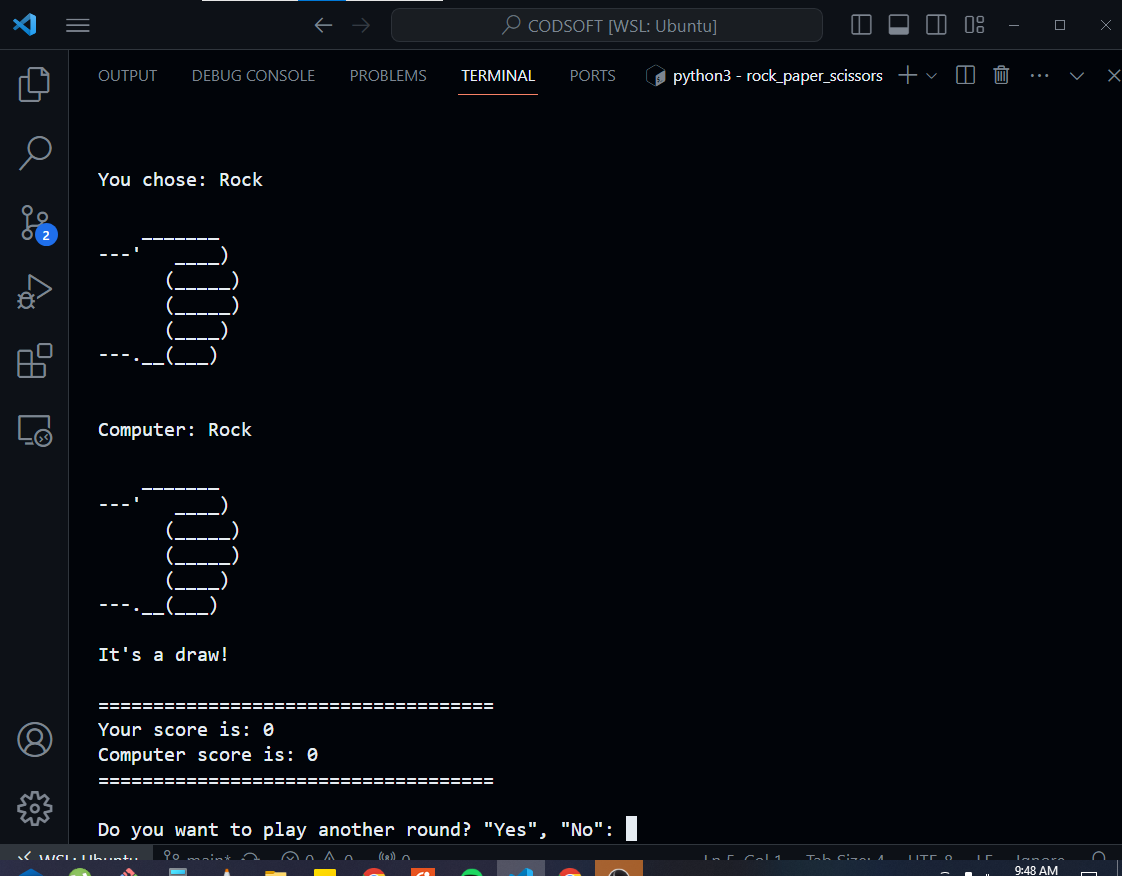 CODSOFT [WSL: Ubuntu]
OUTPUT DEBUG CONSOLE PROBLEMS TERMINAL PORTS python3 - rock_paper_scissors
You chose: Rock
    _______
---'   ____)
      (_____)
      (_____)
      (____)
---.__(___)
Computer: Rock
    _______
---'   ____)
      (_____)
      (_____)
      (____)
---.__(___)
It's a draw!
====================================
Your score is: 0
Computer score is: 0
====================================
Do you want to play another round? "Yes", "No":
2
WSL: Ubuntu main* 0 0 0 Ln 5, Col 1 Tab Size: 4 UTF-8 LF Ignore
9:48 AM